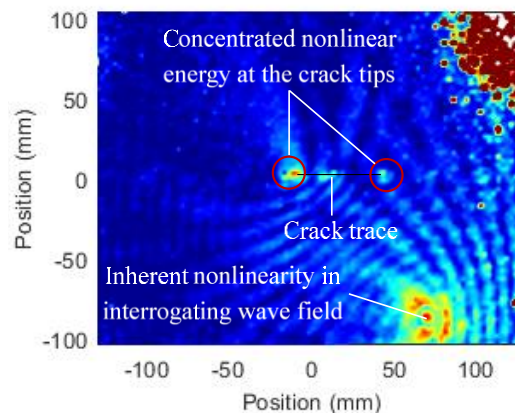 100
50
0
-50
-100
Position (mm)
Concentrated nonlinear
energy at the crack tips
Crack trace
Inherent nonlinearity in
interrogating wave field
-100
-50
0
50
100
Position (mm)